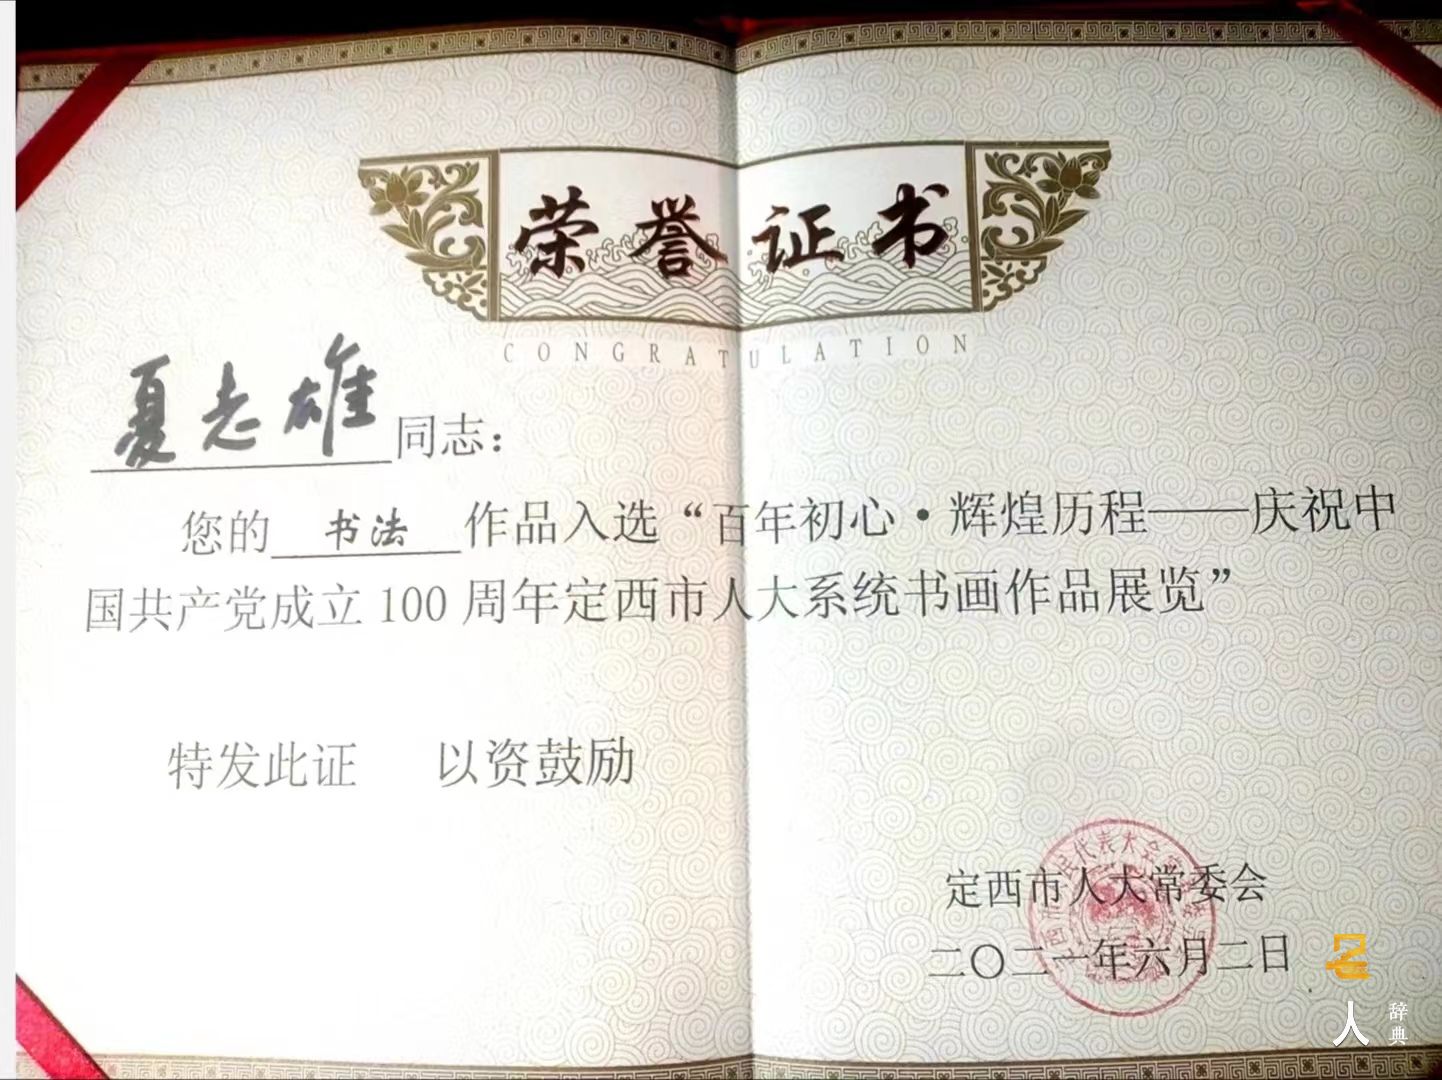 荣誉证书
CONGRATULATION
夏志雄同志：
您的 书法 作品入选“百年初心·辉煌历程——庆祝中
国共产党成立100周年定西市人大系统书画作品展览”
特发此证 以资鼓励
定西市人大常委会
二〇二一年六月二日
名
人
辞典